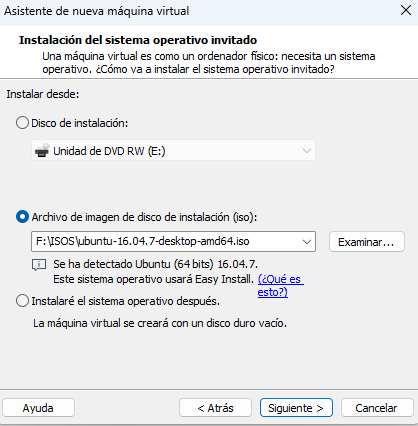 Asistente de nueva máquina virtual
Instalación del sistema operativo invitado
Una máquina virtual es como un ordenador físico: necesita un sistema
operativo. ¿Cómo va a instalar el sistema operativo invitado?
Instalar desde:
Disco de instalación:
Unidad de DVD RW (E:)
Archivo de imagen de disco de instalación (iso):
F:\ISOS\ubuntu-16.04.7-desktop-amd64.iso
Examinar...
Se ha detectado Ubuntu (64 bits) 16.04.7.
Este sistema operativo usará Easy Install. (¿Qué es
esto?)
Instalaré el sistema operativo después.
La máquina virtual se creará con un disco duro vacío.
Ayuda
< Atrás
Siguiente >
Cancelar